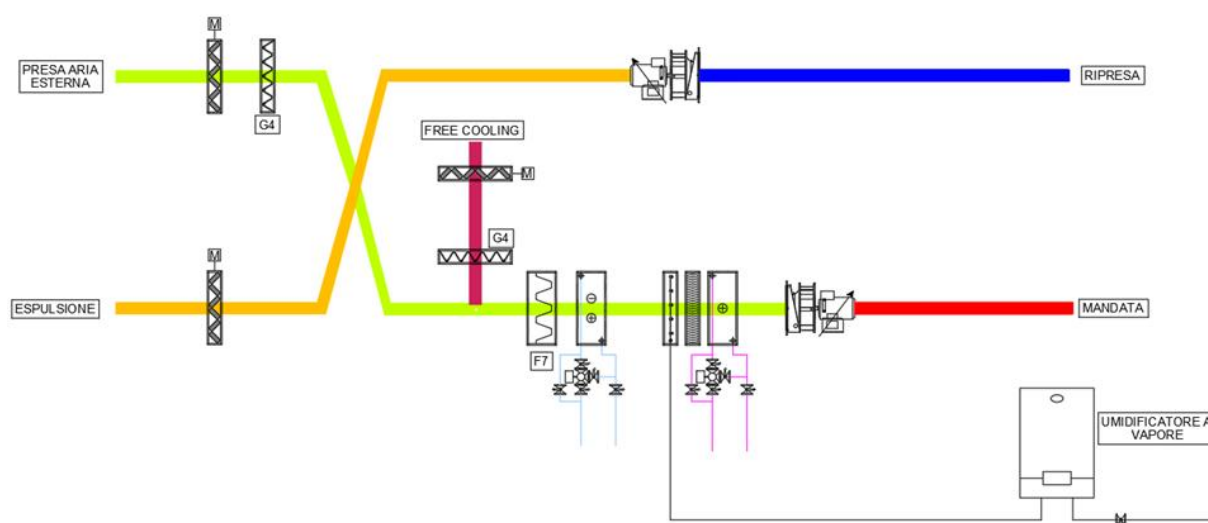 M
PRESA ARIA
ESTERNA
RIPRESA
G4
FREE COOLING
M
G4
M
ESPULSIONE
MANDATA
F7
UMIDIFICATORE A
VAPORE
M